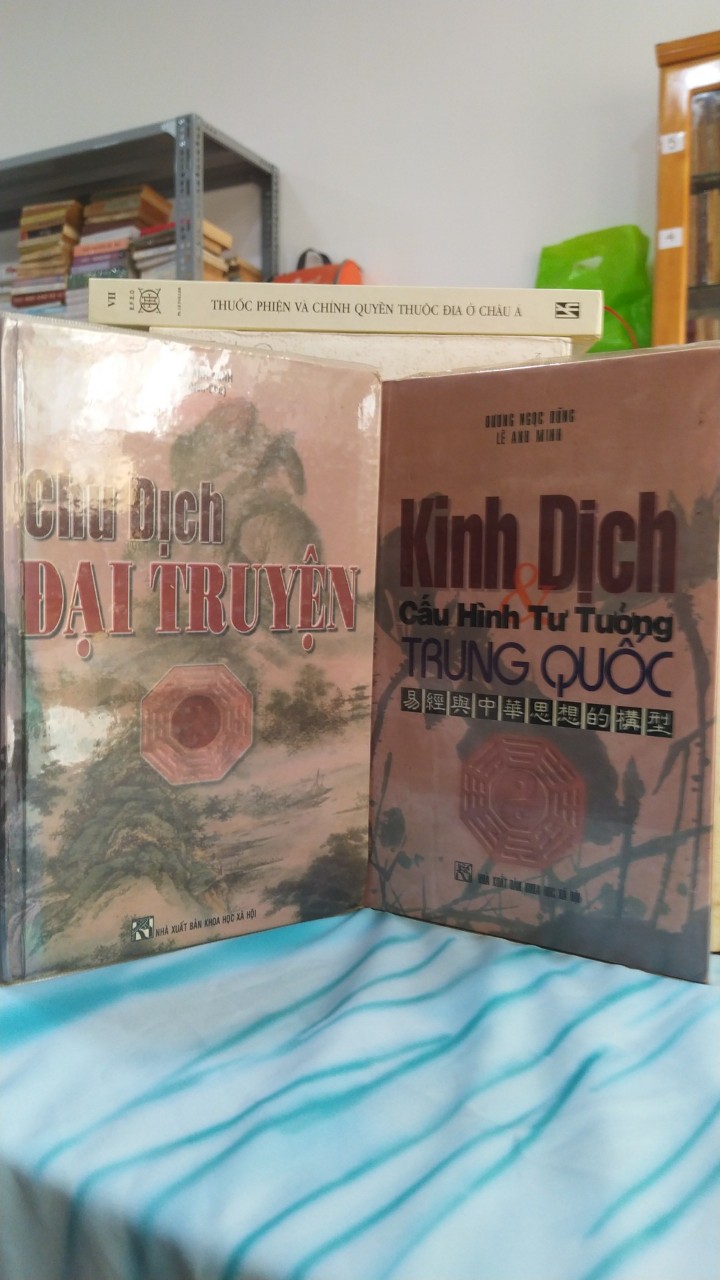 VII
E.F.E.O
THUỐC PHIỆN VÀ CHÍNH QUYỀN THUỘC ĐỊA Ở CHÂU Á
Chu Dịch
ĐẠI TRUYỆN
NHÀ XUẤT BẢN KHOA HỌC XÃ HỘI
DƯƠNG NGỌC DŨNG
LÊ ANH MINH
Kinh Dịch
&
Cấu Hình Tư Tưởng
TRUNG QUỐC
易經與中華思想的構型
NHÀ XUẤT BẢN KHOA HỌC XÃ HỘI